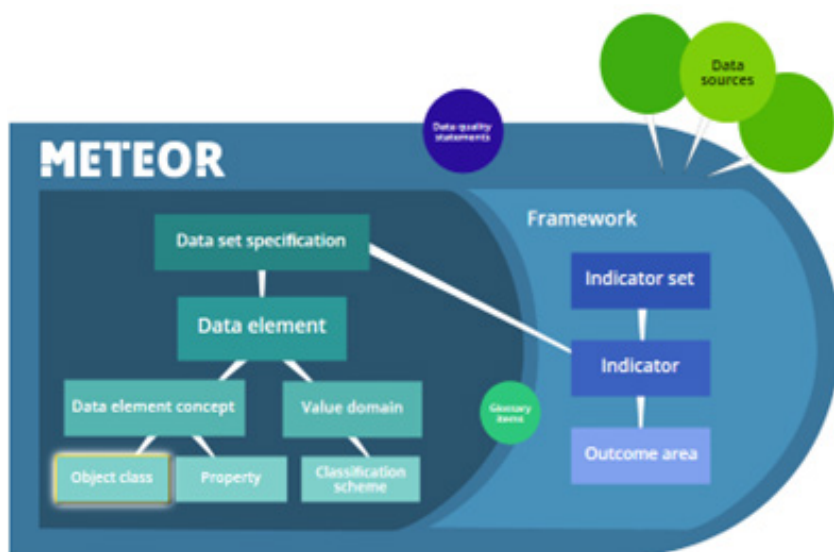 Data
sources
Data quality
statements
METEOR
Framework
Data set specification
Indicator set
Data element
Indicator
Data element concept
Value domain
Glossary
items
Outcome area
Object class
Property
Classification
scheme